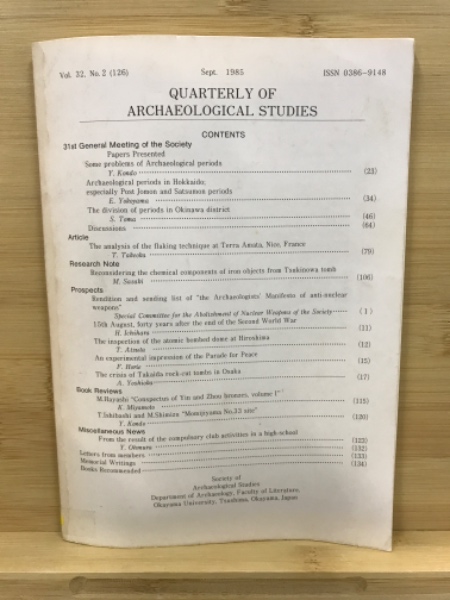 Vol. 32, No. 2 (126) Sept. 1985 ISSN 0386-9148
QUARTERLY OF
ARCHAEOLOGICAL STUDIES
CONTENTS
31st General Meeting of the Society
Papers Presented
Some problems of Archaeological periods
Y. Kondo (23)
Archaeological periods in Hokkaido;
especially Post Jomon and Satsumon periods
E. Yokoyama (34)
The division of periods in Okinawa district
S. Toma (46)
Discussions (64)
Article
The analysis of the flaking technique at Terra Amata, Nice, France
T. Takeoka (79)
Research Note
Reconsidering the chemical components of iron objects from Tsukinowa tomb
M. Sasaki (106)
Prospects
Rendition and sending list of "the Archaeologists' Manifesto of anti-nuclear
weapons"
Special Committee for the Abolishment of Nuclear Weapons of the Society (1)
15th August, forty years after the end of the Second World War
H. Ichihara (11)
The inspection of the atomic bombed dome at Hiroshima
T. (12)
An experimental impression of the Parade for Peace
F. Horie (15)
The crisis of Takaida rock-cut tombs in Osaka
A. Yoshioka (17)
Book Reviews
M.Hayashi "Conspectus of Yin and Zhou bronzes, volume I"
K. Miyamoto (115)
T.Ishibashi and M.Shimizu "Momijiyama No.33 site"
Y. Kondo (120)
Miscellaneous News
From the result of the compulsory club activities in a high-school
Y. Okmura (123)
(132)
Letters from members (133)
Memorial Writings (134)
Books Recommended
Society of
Archaeological Studies
Department of Archaeology, Faculty of Literature,
Okayama University, Tsushima, Okayama, Japan